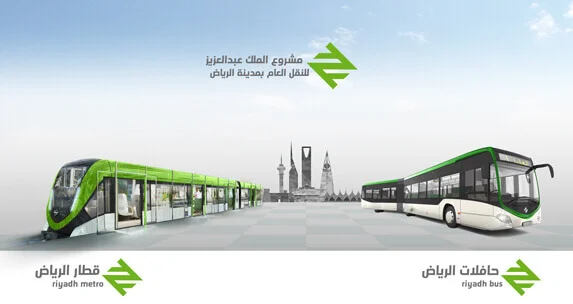 مشروع الملك عبدالعزيز
للنقل العام بمدينة الرياض
قطار الرياض
riyadh metro
حافلات الرياض
riyadh bus